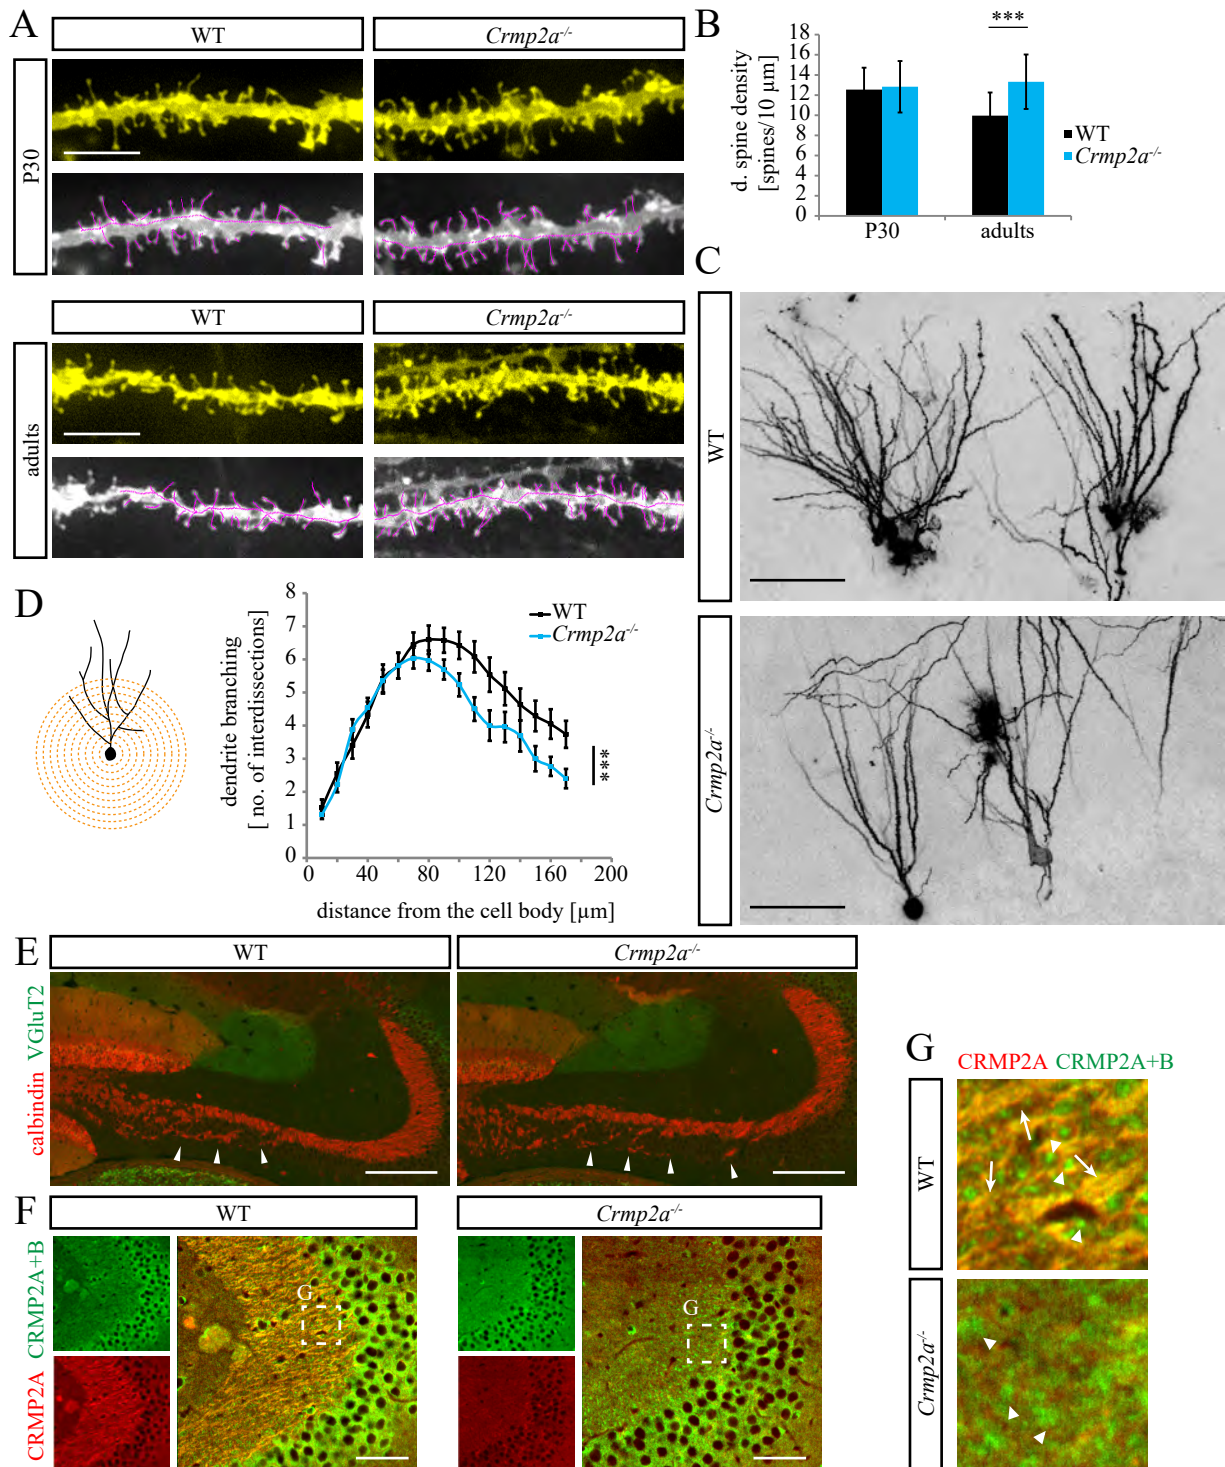 A
WT
Crmp2a-/-
P30
WT
Crmp2a-/-
adults
B
***
18
16
14
12
10
8
6
4
2
0
d. spine density
[spines/10 µm]
P30
adults
WT
Crmp2a-/-
C
WT
Crmp2a-/-
D
8
7
6
5
4
3
2
1
0
dendrite branching
[ no. of interdissections]
WT
Crmp2a-/-
***
0
40
80
120
160
200
distance from the cell body [µm]
E
WT
Crmp2a-/-
calbindin VGluT2
F
WT
Crmp2a-/-
CRMP2A CRMP2A+B
G
G
G
CRMP2A CRMP2A+B
WT
Crmp2a-/-